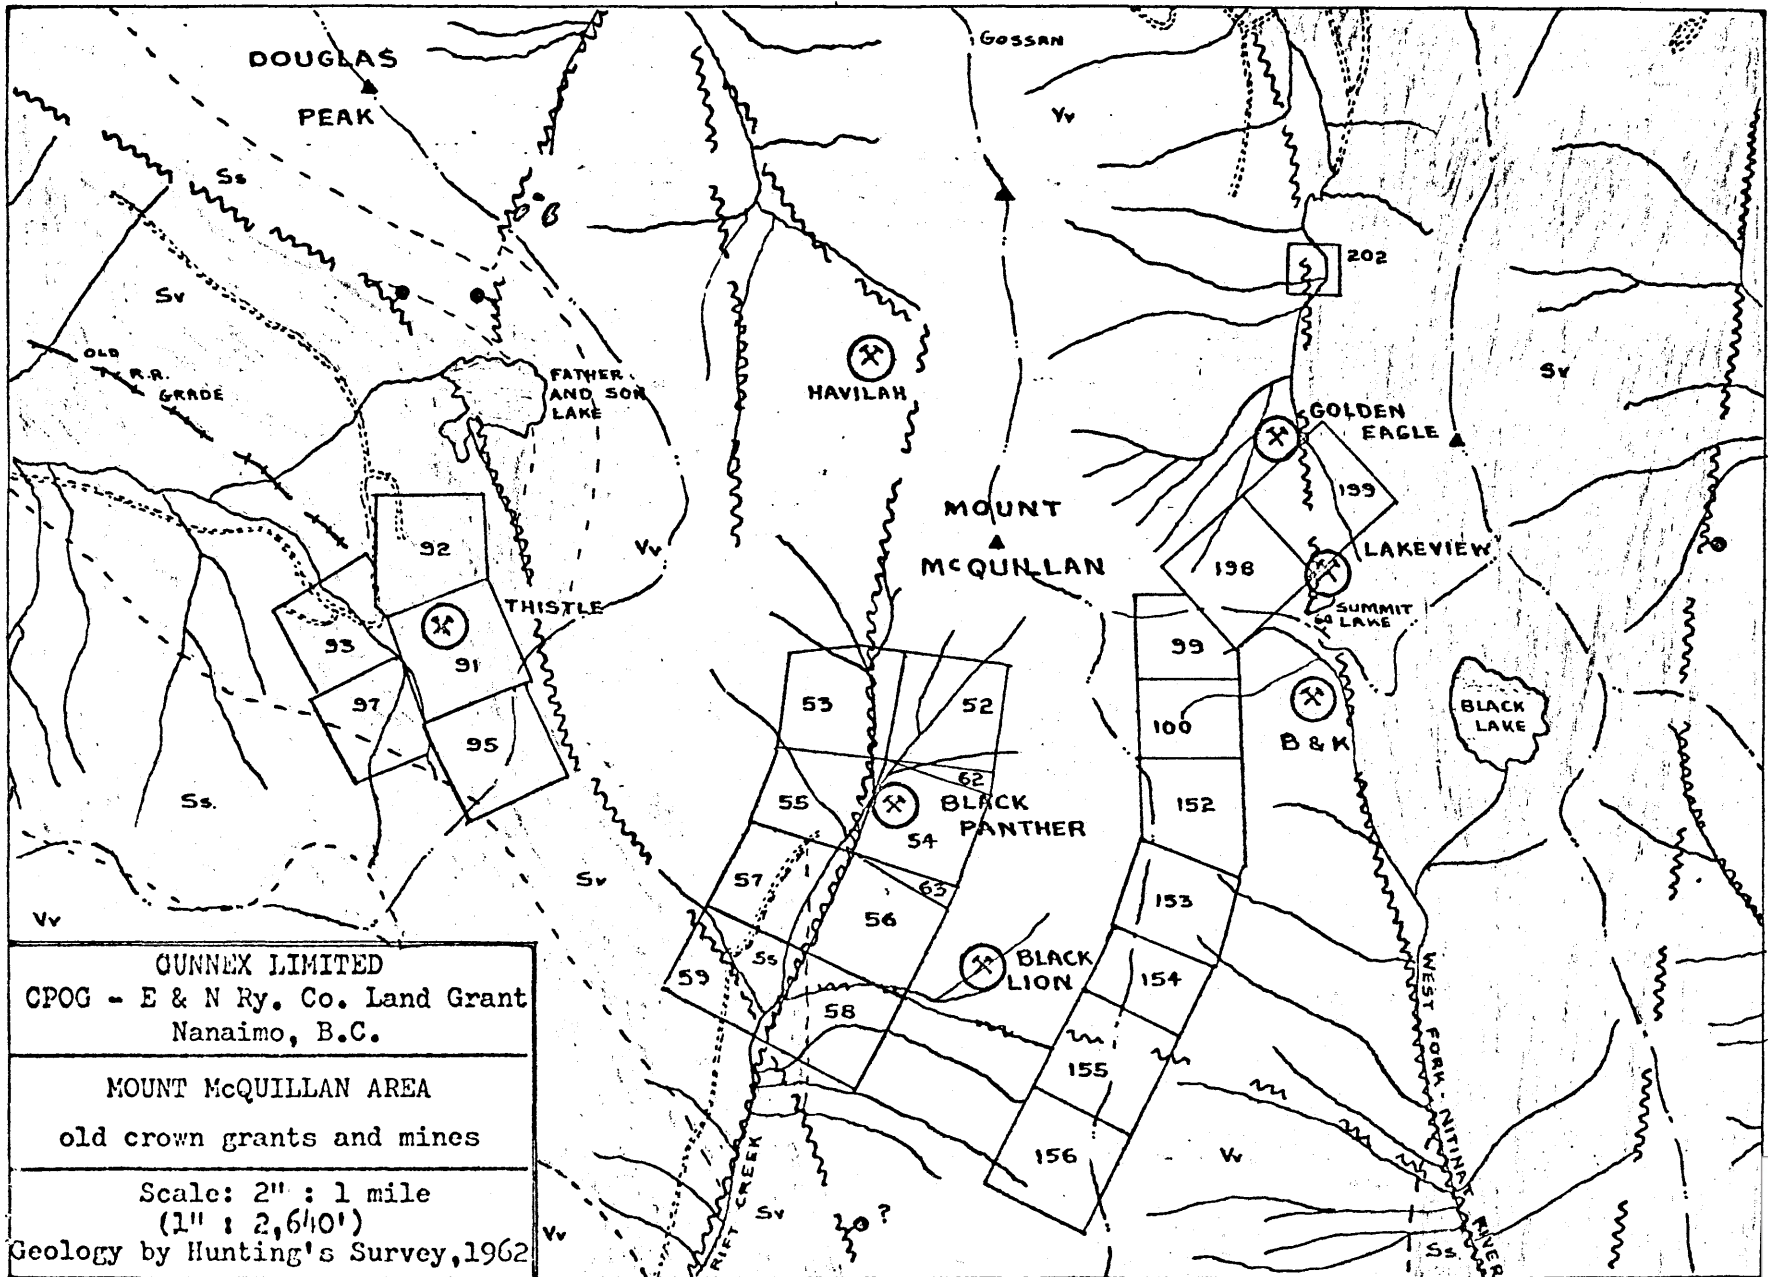 DOUGLAS
PEAK
GOSSAN
Vv
Ss
202
Sv
OLD
R.R.
GRADE
FATHER
AND SON
LAKE
HAVILAH
Sv
GOLDEN
EAGLE
199
MOUNT
McQUILLAN
92
Vv
198
LAKEVIEW
THISTLE
SUMMIT
LAKE
93
91
99
53
52
97
100
B & K
BLACK
LAKE
95
62
Ss.
55
BLACK
PANTHER
152
54
57
Sv
63
56
153
Vv
59
Ss
BLACK
LION
154
58
155
WEST FORK - NITINAT RIVER
156
Vv
RIFT CREEK
Sv
?
Vv
Ss
GUNNEX LIMITED
CPOG - E & N Ry. Co. Land Grant
Nanaimo, B.C.
MOUNT McQUILLAN AREA
old crown grants and mines
Scale: 2" : 1 mile
(1" : 2,640')
Geology by Hunting's Survey,1962